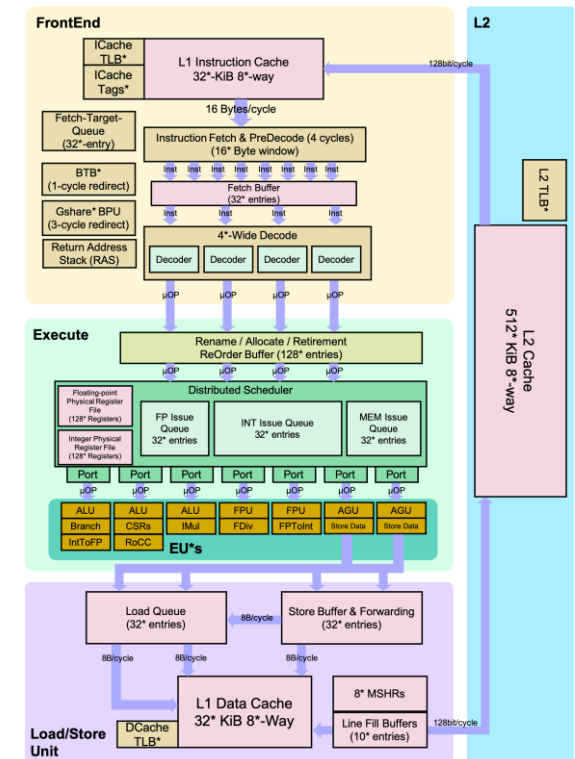 FrontEnd
ICache
TLB*
ICache
Tags*
L1 Instruction Cache
32*-KiB 8*-way
16 Bytes/cycle
Fetch-Target-
Queue
(32*-entry)
Instruction Fetch & PreDecode (4 cycles)
(16* Byte window)
Inst Inst Inst Inst Inst Inst Inst Inst
BTB*
(1-cycle redirect)
Fetch Buffer
(32* entries)
Gshare* BPU
(3-cycle redirect)
Inst Inst Inst Inst
Return Address
Stack (RAS)
4*-Wide Decode
Decoder Decoder Decoder Decoder
µOP µOP µOP µOP
Execute
Rename / Allocate / Retirement
ReOrder Buffer (128* entries)
µOP µOP µOP µOP
Distributed Scheduler
Floating-point
Physical Register
File
(128* Registers)
Integer Physical
Register File
(128* Registers)
FP Issue
Queue
32* entries
INT Issue Queue
32* entries
MEM Issue
Queue
32* entries
Port Port Port Port Port Port Port
µOP µOP µOP µOP µOP µOP µOP
ALU ALU ALU FPU FPU AGU AGU
Branch CSRs IMul FDiv FPToInt Store Data Store Data
IntToFP RoCC
EU*s
Load Queue
(32* entries)
8B/cycle
Store Buffer & Forwarding
(32* entries)
8B/cycle 8B/cycle 8B/cycle
L1 Data Cache
32* KiB 8*-Way
DCache
TLB*
8* MSHRs
Line Fill Buffers
(10* entries)
128bit/cycle
Load/Store
Unit
L2
128bit/cycle
L2 TLB*
L2 Cache
512* KiB 8*-way